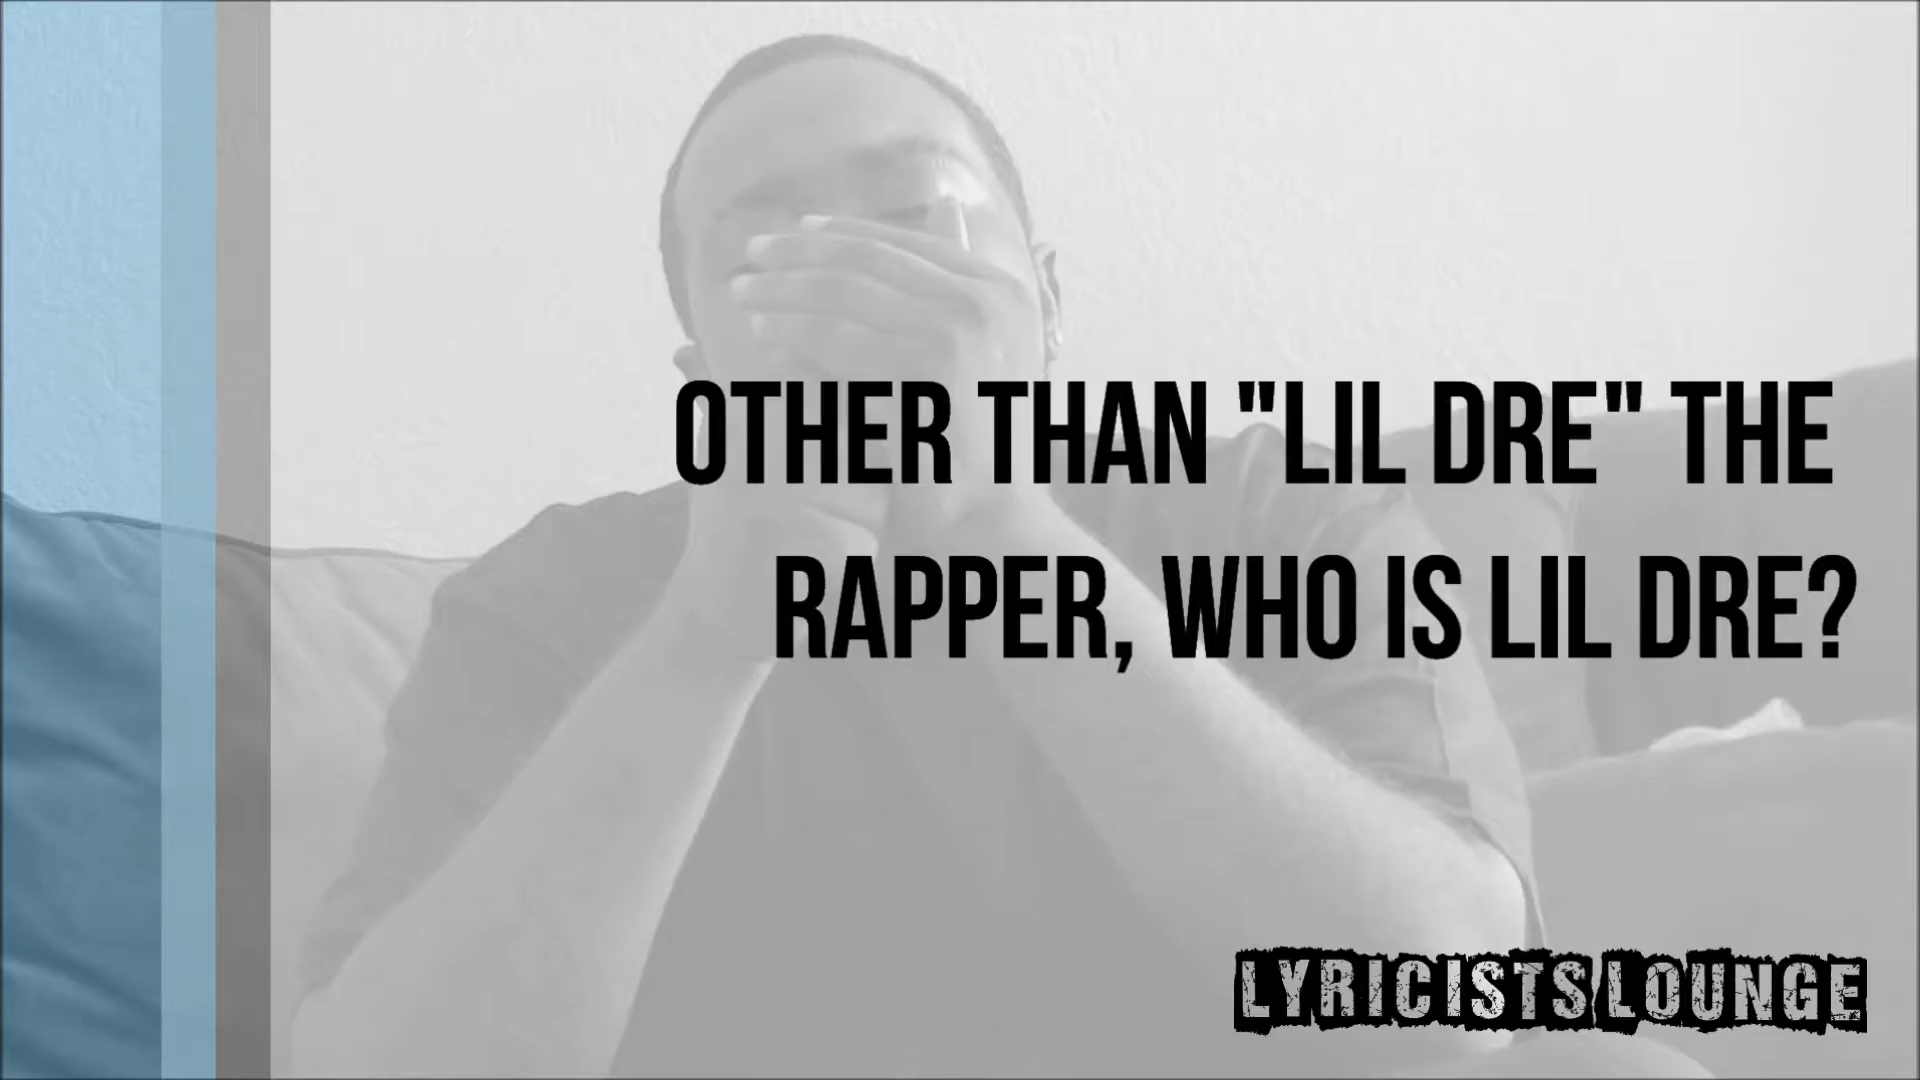 OTHER THAN "LIL DRE" THE
RAPPER, WHO IS LIL DRE?
LYRICISTS LOUNGE